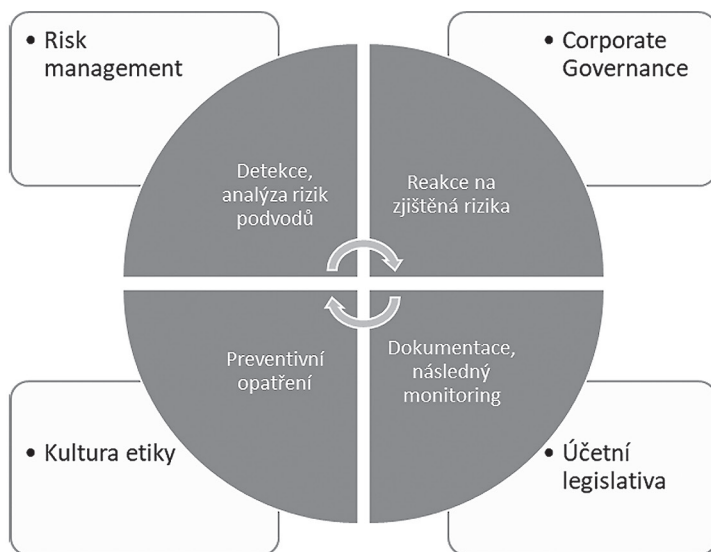 • Risk
management
• Corporate
Governance
Detekce,
analýza rizik
podvodů
Reakce na
zjištěná rizika
Preventivní
opatření
Dokumentace,
následný
monitoring
• Kultura etiky
• Účetní
legislativa